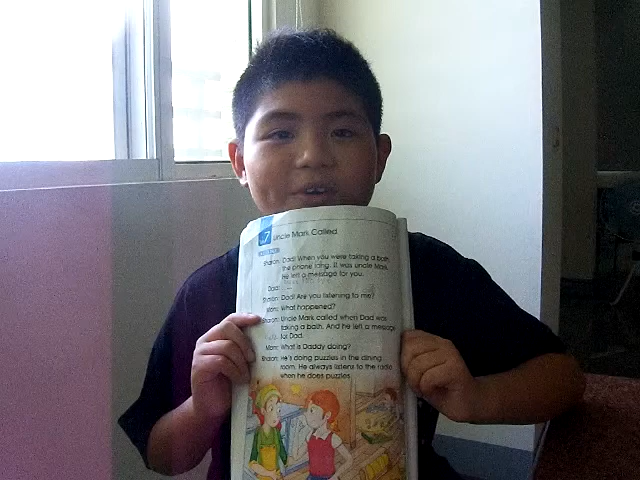 7 Uncle Mark Called
Sharon: Dad! When you were taking a bath,
the phone rang. It was Uncle Mark.
He left a message for you.
Dad: ...
Sharon: Dad! Are you listening to me?
Mom: What happened?
Sharon: Uncle Mark called when Dad was
taking a bath. And he left a message
for Dad.
Mom: What is Daddy doing?
Sharon: He's doing puzzles in the dining
room. He always listens to the radio
when he does puzzles.